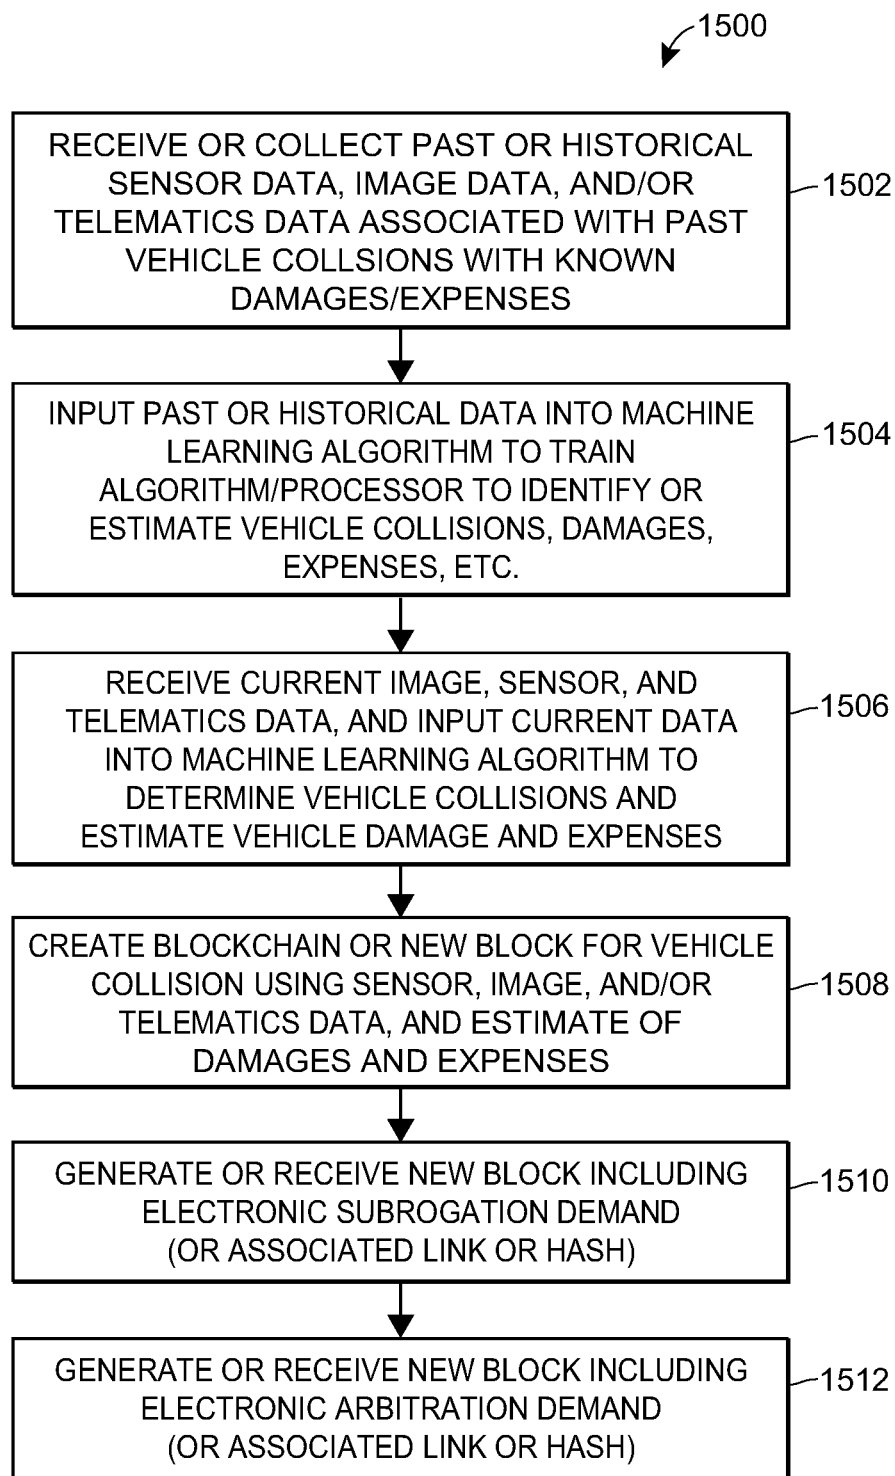 1500
RECEIVE OR COLLECT PAST OR HISTORICAL
SENSOR DATA, IMAGE DATA, AND/OR
TELEMATICS DATA ASSOCIATED WITH PAST
VEHICLE COLLSIONS WITH KNOWN
DAMAGES/EXPENSES
1502
INPUT PAST OR HISTORICAL DATA INTO MACHINE
LEARNING ALGORITHM TO TRAIN
ALGORITHM/PROCESSOR TO IDENTIFY OR
ESTIMATE VEHICLE COLLISIONS, DAMAGES,
EXPENSES, ETC.
1504
RECEIVE CURRENT IMAGE, SENSOR, AND
TELEMATICS DATA, AND INPUT CURRENT DATA
INTO MACHINE LEARNING ALGORITHM TO
DETERMINE VEHICLE COLLISIONS AND
ESTIMATE VEHICLE DAMAGE AND EXPENSES
1506
CREATE BLOCKCHAIN OR NEW BLOCK FOR VEHICLE
COLLISION USING SENSOR, IMAGE, AND/OR
TELEMATICS DATA, AND ESTIMATE OF
DAMAGES AND EXPENSES
1508
GENERATE OR RECEIVE NEW BLOCK INCLUDING
ELECTRONIC SUBROGATION DEMAND
(OR ASSOCIATED LINK OR HASH)
1510
GENERATE OR RECEIVE NEW BLOCK INCLUDING
ELECTRONIC ARBITRATION DEMAND
(OR ASSOCIATED LINK OR HASH)
1512